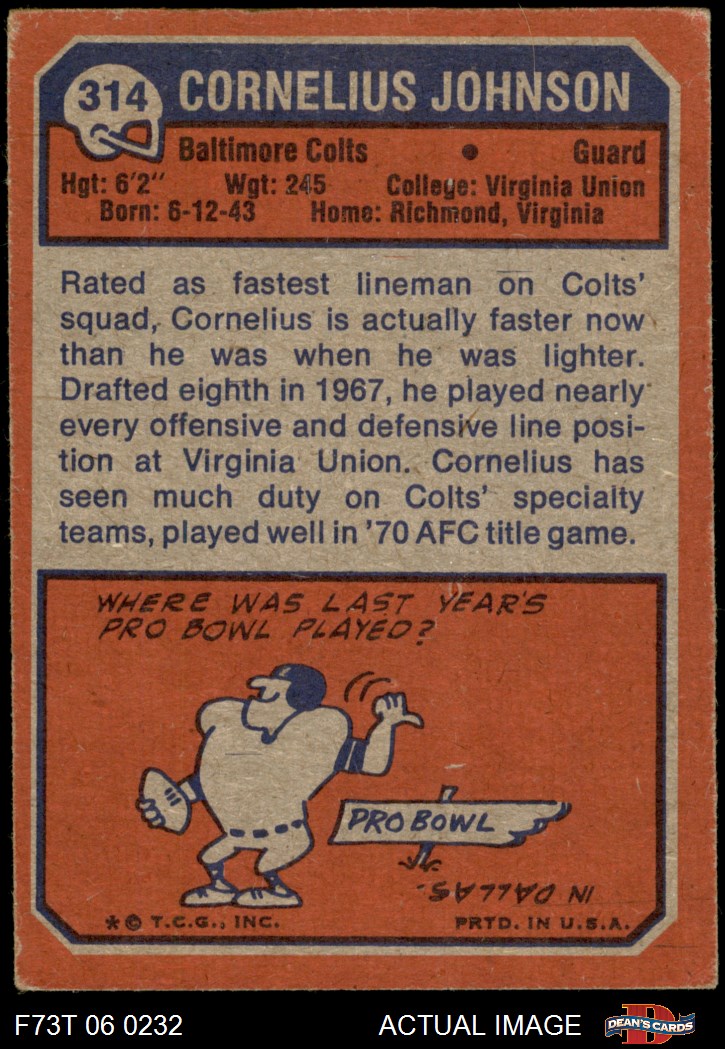 314 CORNELIUS JOHNSON
Baltimore Colts • Guard
Hgt: 6'2" Wgt: 245 College: Virginia Union
Born: 6-12-43 Home: Richmond, Virginia
Rated as fastest lineman on Colts'
squad, Cornelius is actually faster now
than he was when he was lighter.
Drafted eighth in 1967, he played nearly
every offensive and defensive line posi-
tion at Virginia Union. Cornelius has
seen much duty on Colts' specialty
teams, played well in '70 AFC title game.
WHERE WAS LAST YEAR'S
PRO BOWL PLAYED?
PRO BOWL
IN DALLAS.
*© T.C.G., INC. PRTD. IN U.S.A.
F73T 06 0232 ACTUAL IMAGE
D
DEAN'S CARDS